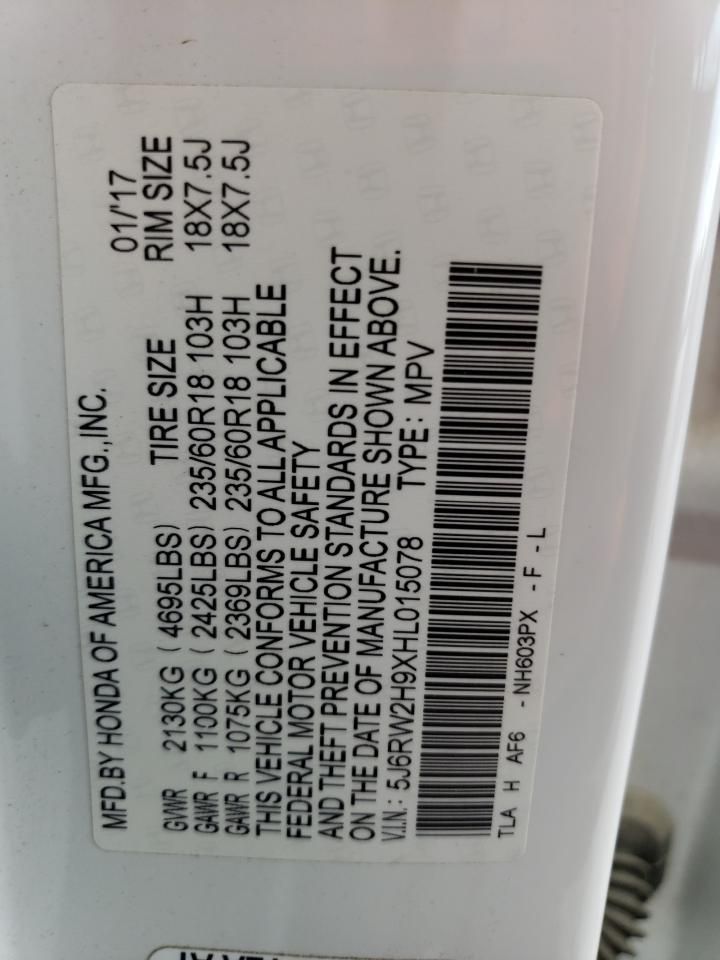 MFD.BY HONDA OF AMERICA MFG.,INC. 01/'17
TIRE SIZE RIM SIZE
GVWR 2130KG ( 4695LBS)
GAWR F 1100KG ( 2425LBS) 235/60R18 103H 18X7.5J
GAWR R 1075KG ( 2369LBS) 235/60R18 103H 18X7.5J
THIS VEHICLE CONFORMS TO ALL APPLICABLE
FEDERAL MOTOR VEHICLE SAFETY
AND THEFT PREVENTION STANDARDS IN EFFECT
ON THE DATE OF MANUFACTURE SHOWN ABOVE.
V.I.N.: 5J6RW2H9XHL015078 TYPE: MPV
TLA H AF6 - NH603PX - F - L